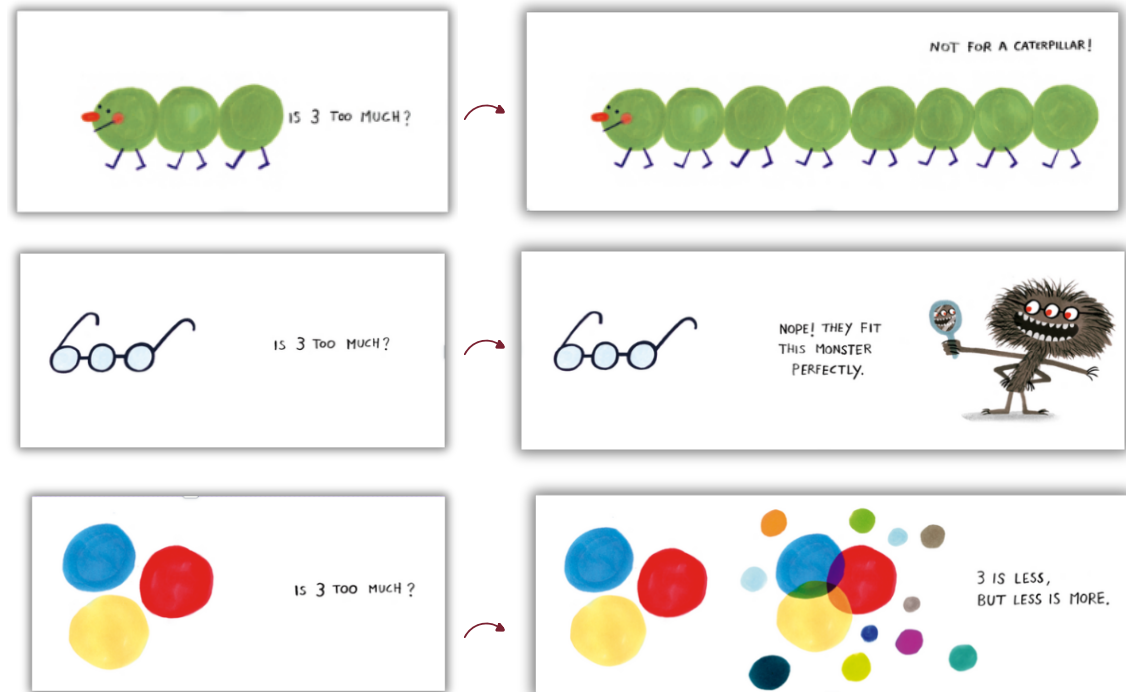 IS 3 TOO MUCH?
NOT FOR A CATERPILLAR!
IS 3 TOO MUCH?
NOPE! THEY FIT
THIS MONSTER
PERFECTLY.
IS 3 TOO MUCH?
3 IS LESS,
BUT LESS IS MORE.